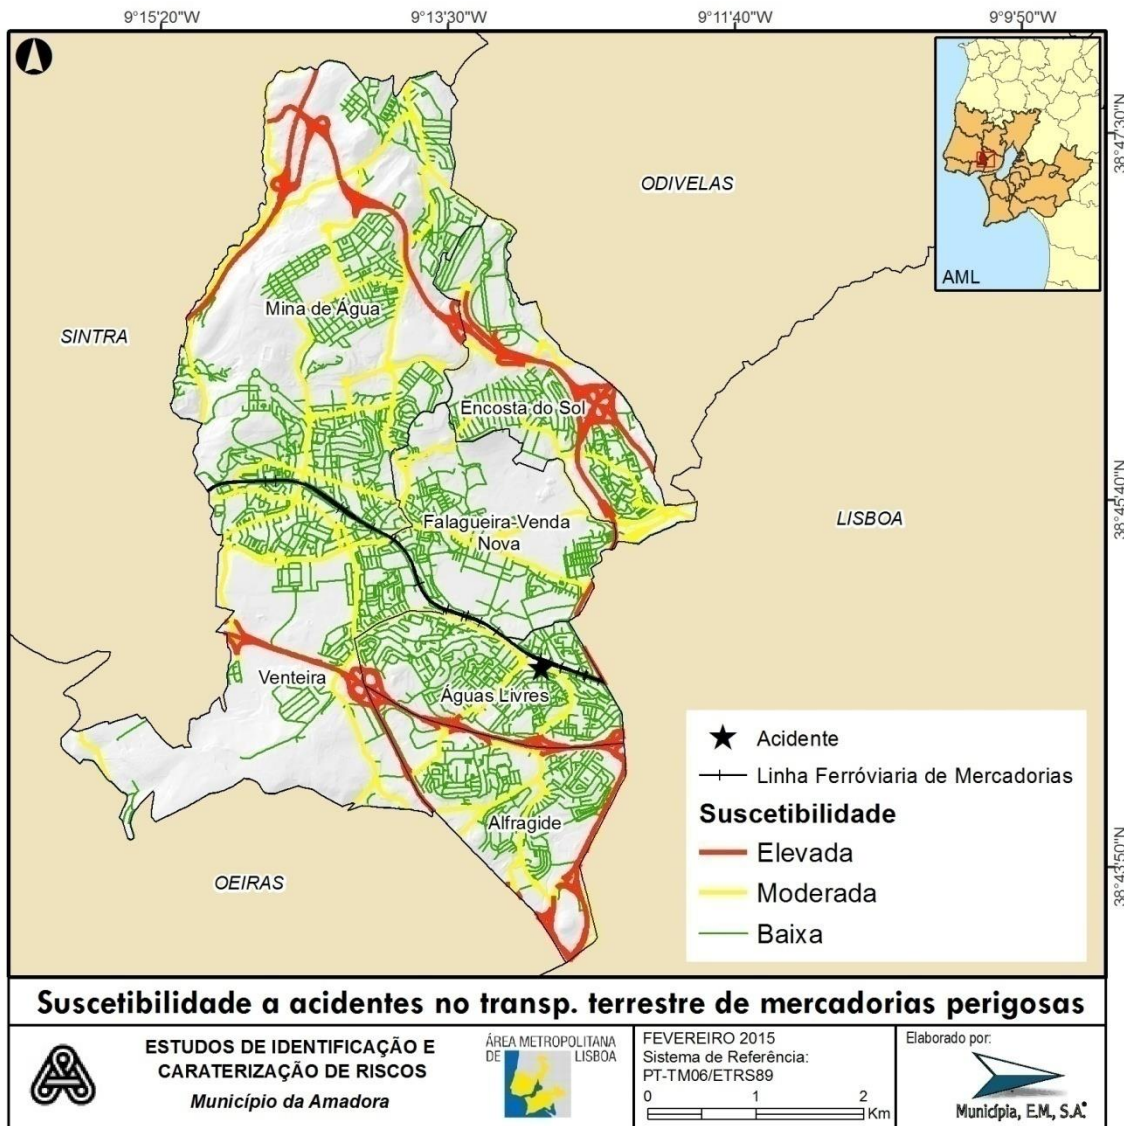 9°15'20"W
9°13'30"W
9°11'40"W
9°9'50"W
38°47'30"N
38°45'40"N
38°43'50"N
AML
ODIVELAS
SINTRA
Mina de Água
Encosta do Sol
LISBOA
Falagueira-Venda
Nova
Venteira
Águas Livres
Alfragide
OEIRAS
Acidente
Linha Ferróviaria de Mercadorias
Suscetibilidade
Elevada
Moderada
Baixa
Suscetibilidade a acidentes no transp. terrestre de mercadorias perigosas
ESTUDOS DE IDENTIFICAÇÃO E
CARATERIZAÇÃO DE RISCOS
Município da Amadora
ÁREA METROPOLITANA
DE LISBOA
FEVEREIRO 2015
Sistema de Referência:
PT-TM06/ETRS89
0 1 2
Km
Elaborado por:
Municípia, E.M., S.A.